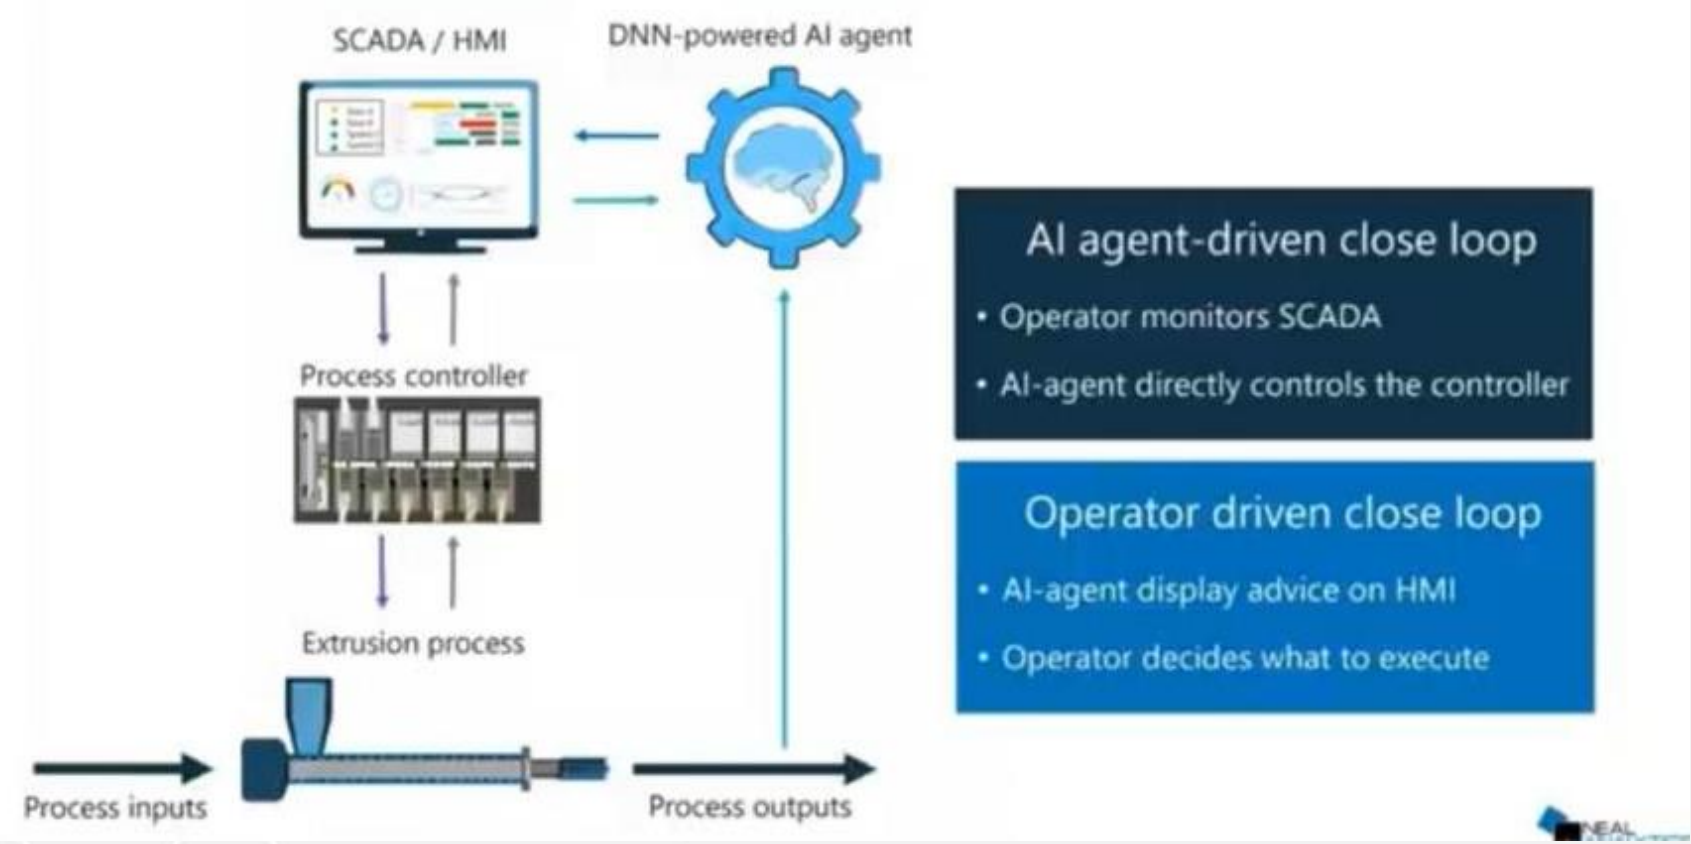 SCADA / HMI
DNN-powered AI agent
Process controller
Extrusion process
Process inputs
Process outputs
AI agent-driven close loop
• Operator monitors SCADA
• AI-agent directly controls the controller
Operator driven close loop
• AI-agent display advice on HMI
• Operator decides what to execute
NEAL